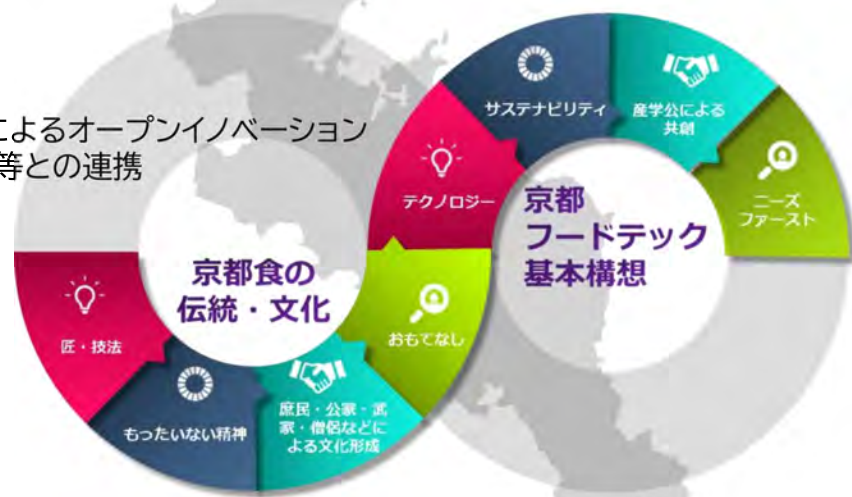 によるオープンイノベーション
等との連携
サステナビリティ
産学公による
共創
テクノロジー
ニーズ
ファースト
京都
フードテック
基本構想
京都食の
伝統・文化
おもてなし
匠・技法
もったいない精神
庶民・公家・武
家・僧侶などに
よる文化形成